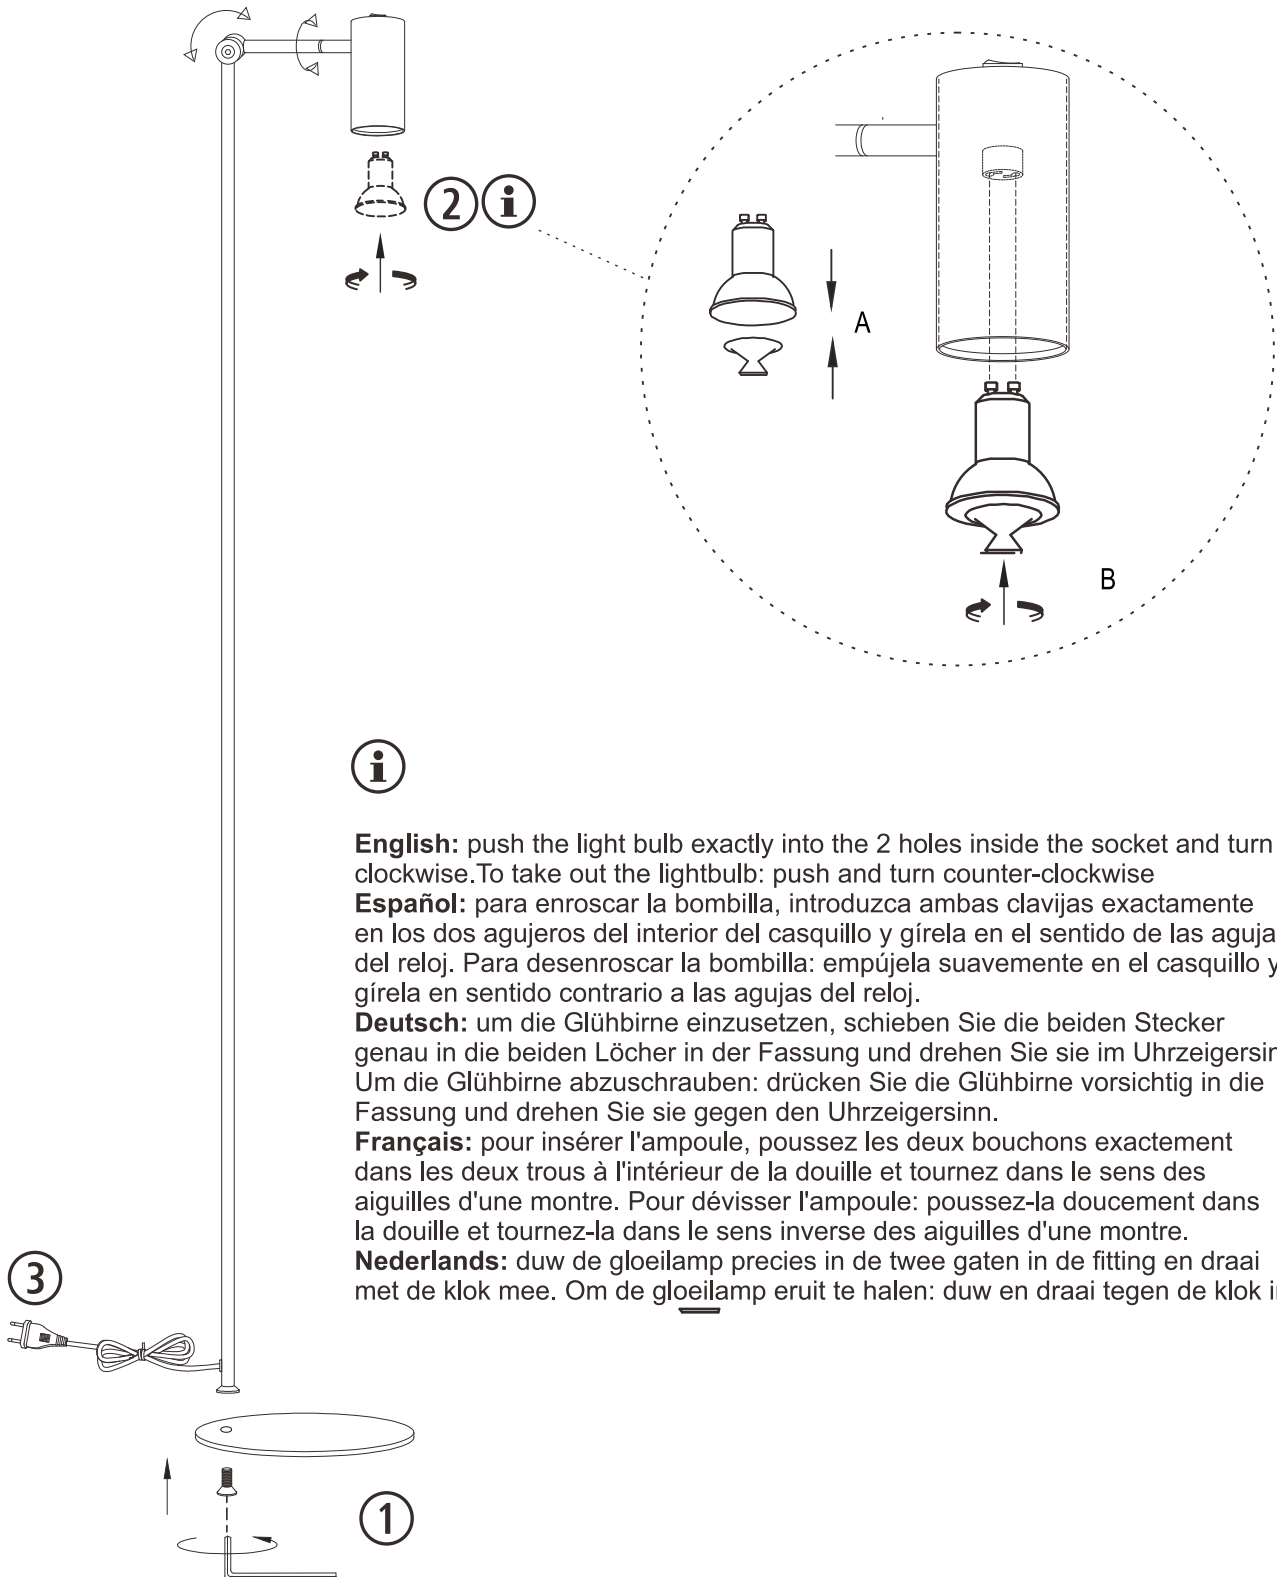 2 i
A
B
i
English: push the light bulb exactly into the 2 holes inside the socket and turn
clockwise.To take out the lightbulb: push and turn counter-clockwise
Español: para enroscar la bombilla, introduzca ambas clavijas exactamente
en los dos agujeros del interior del casquillo y gírela en el sentido de las aguja
del reloj. Para desenroscar la bombilla: empújela suavemente en el casquillo y
gírela en sentido contrario a las agujas del reloj.
Deutsch: um die Glühbirne einzusetzen, schieben Sie die beiden Stecker
genau in die beiden Löcher in der Fassung und drehen Sie sie im Uhrzeigersin
Um die Glühbirne abzuschrauben: drücken Sie die Glühbirne vorsichtig in die
Fassung und drehen Sie sie gegen den Uhrzeigersinn.
Français: pour insérer l'ampoule, poussez les deux bouchons exactement
dans les deux trous à l'intérieur de la douille et tournez dans le sens des
aiguilles d'une montre. Pour dévisser l'ampoule: poussez-la doucement dans
la douille et tournez-la dans le sens inverse des aiguilles d'une montre.
Nederlands: duw de gloeilamp precies in de twee gaten in de fitting en draai
met de klok mee. Om de gloeilamp eruit te halen: duw en draai tegen de klok i
3
1